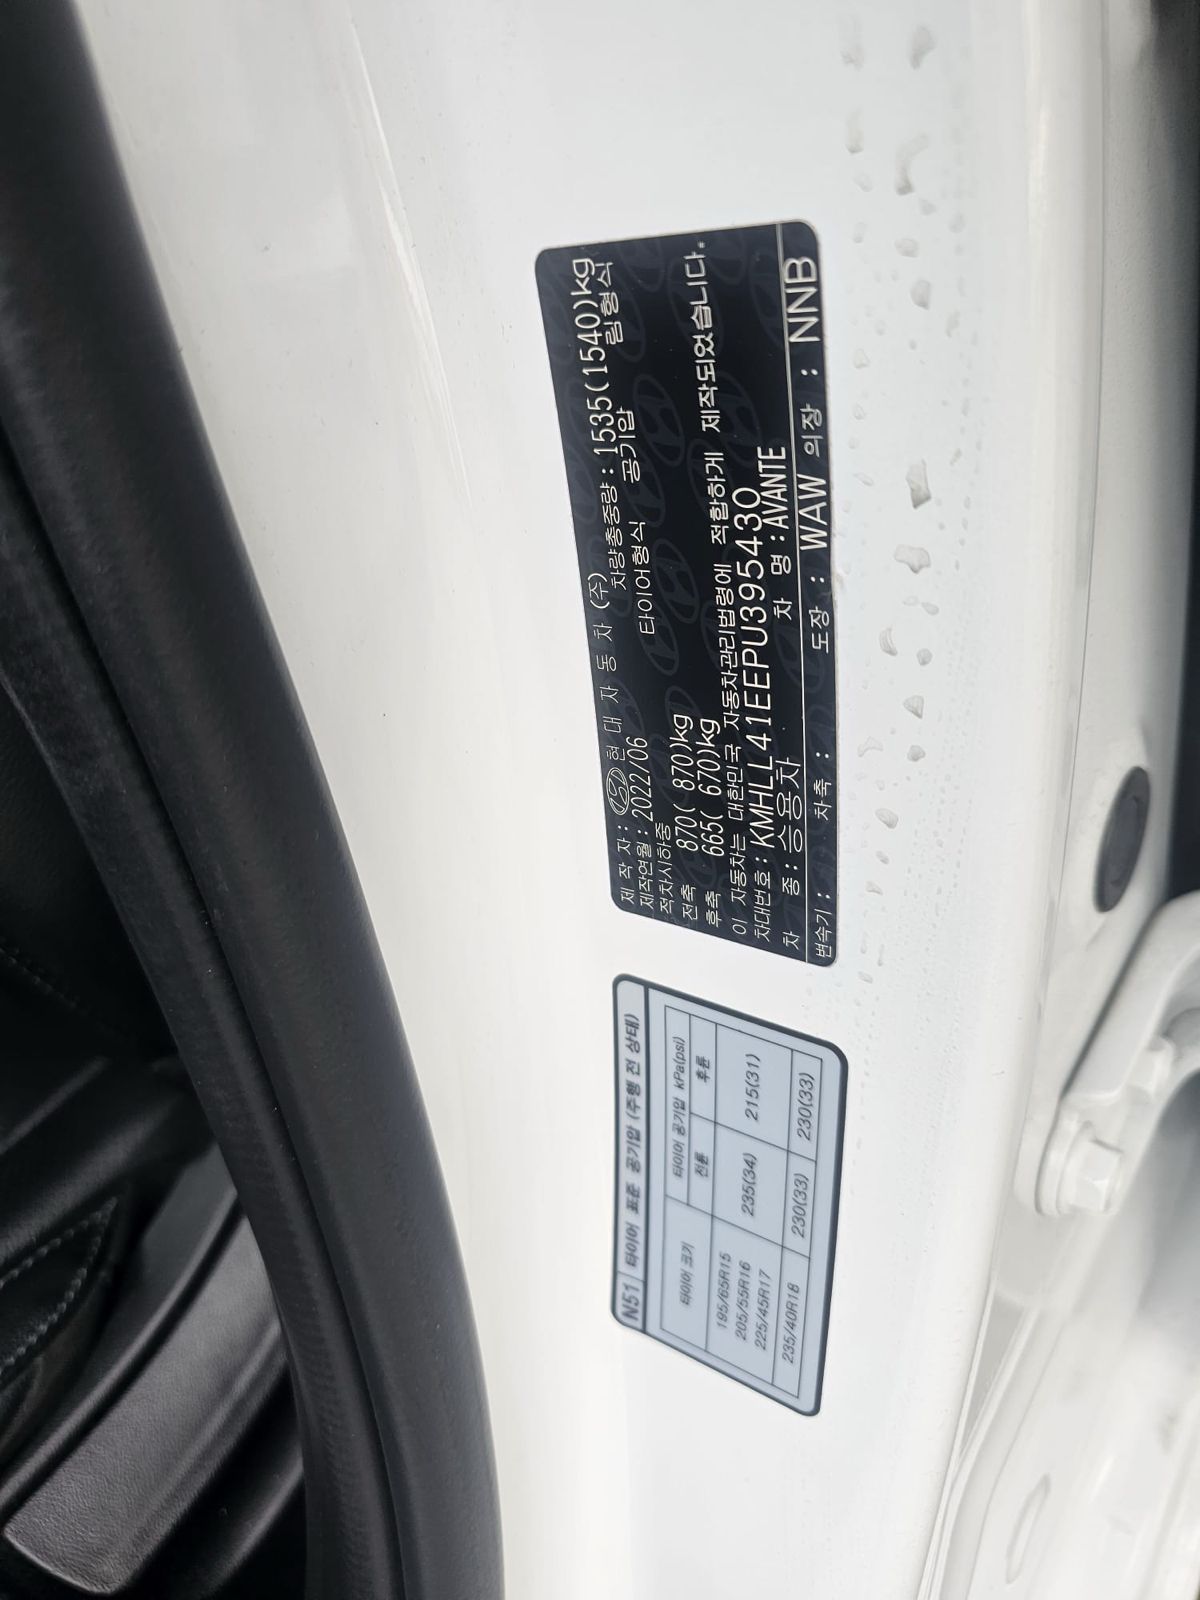 제 작 자 : 현 대 자 동 차 (주)
제작연월 : 2022/06 차량총중량 : 1535(1540)kg
적차시하중 타이어형식 공기압 림형식
전축 870( 870)kg
후축 665( 670)kg
이 자동차는 대한민국 자동차관리법령에 적합하게 제작되었습니다.
차대번호 : KMHLL41EEPU395430
차 종 : 승용차 차 명 : AVANTE
변속기 : 차축 : 도장 : WAW 의장 : NNB
N51 타이어 표준 공기압 (주행 전 상태)
타이어 크기 타이어 공기압 kPa(psi)
전륜 후륜
195/65R15
205/55R16 235(34) 215(31)
225/45R17
235/40R18 230(33) 230(33)